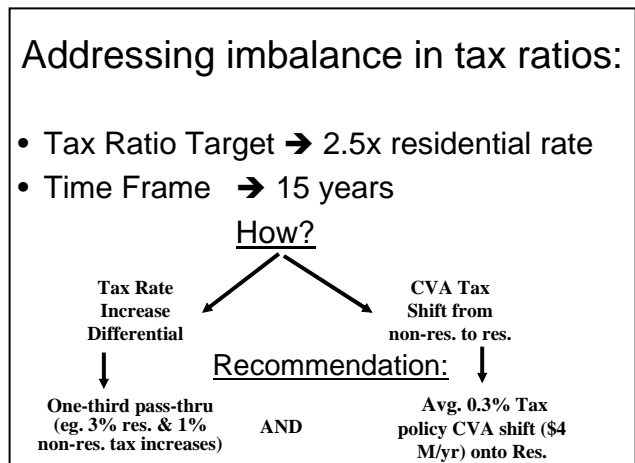 Addressing imbalance in tax ratios:
• Tax Ratio Target ➔ 2.5x residential rate
• Time Frame ➔ 15 years
How?
Tax Rate
Increase
Differential
CVA Tax
Shift from
non-res. to res.
Recommendation:
One-third pass-thru
(eg. 3% res. & 1%
non-res. tax increases)
AND
Avg. 0.3% Tax
policy CVA shift ($4
M/yr) onto Res.